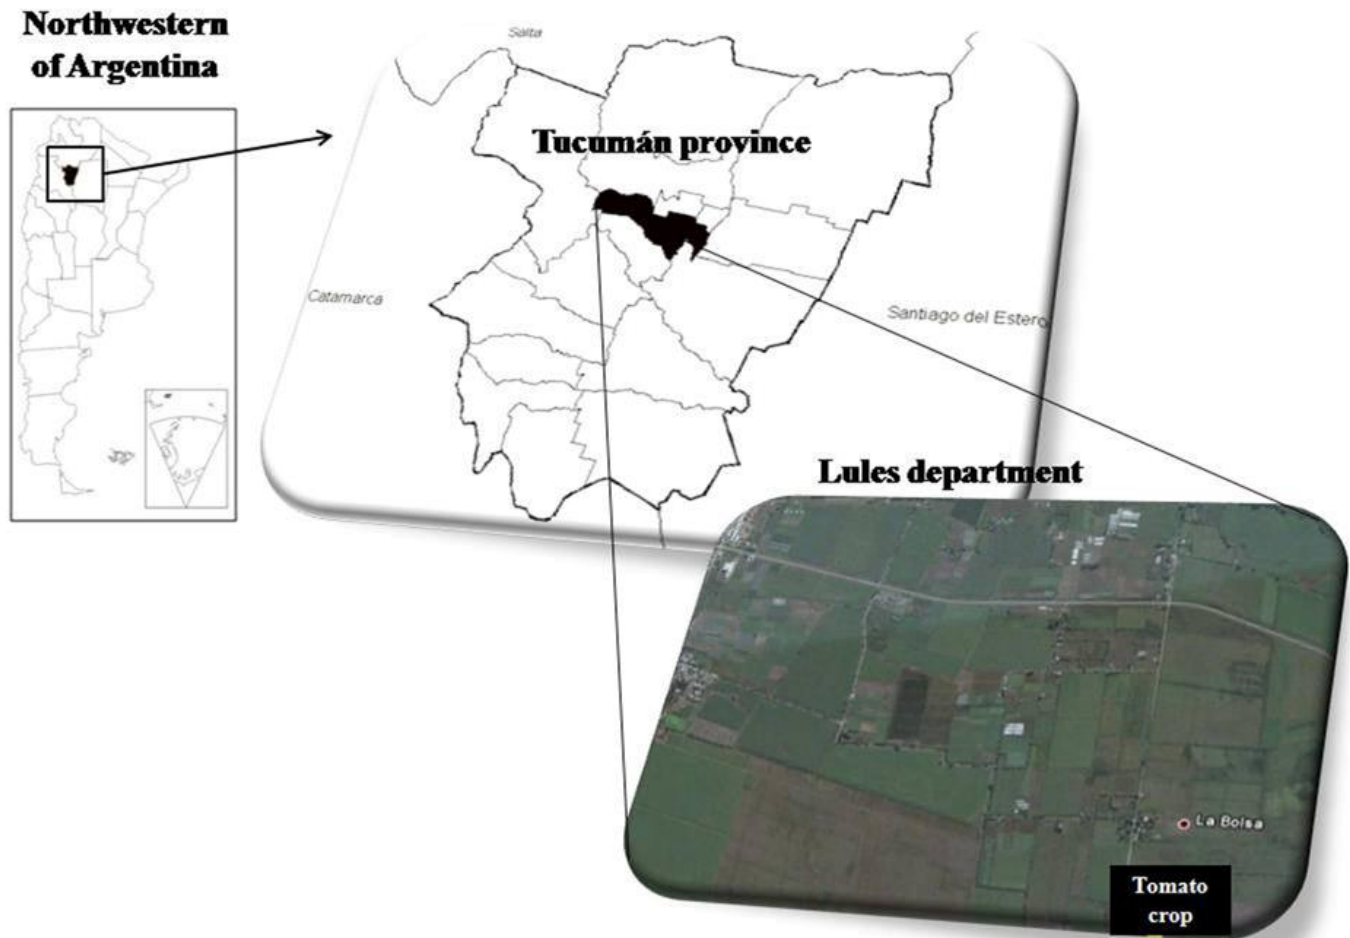 Northwestern
of Argentina
Salta
Tucumán province
Catamarca
Santiago del Estero
Lules department
La Bolsa
Tomato
crop